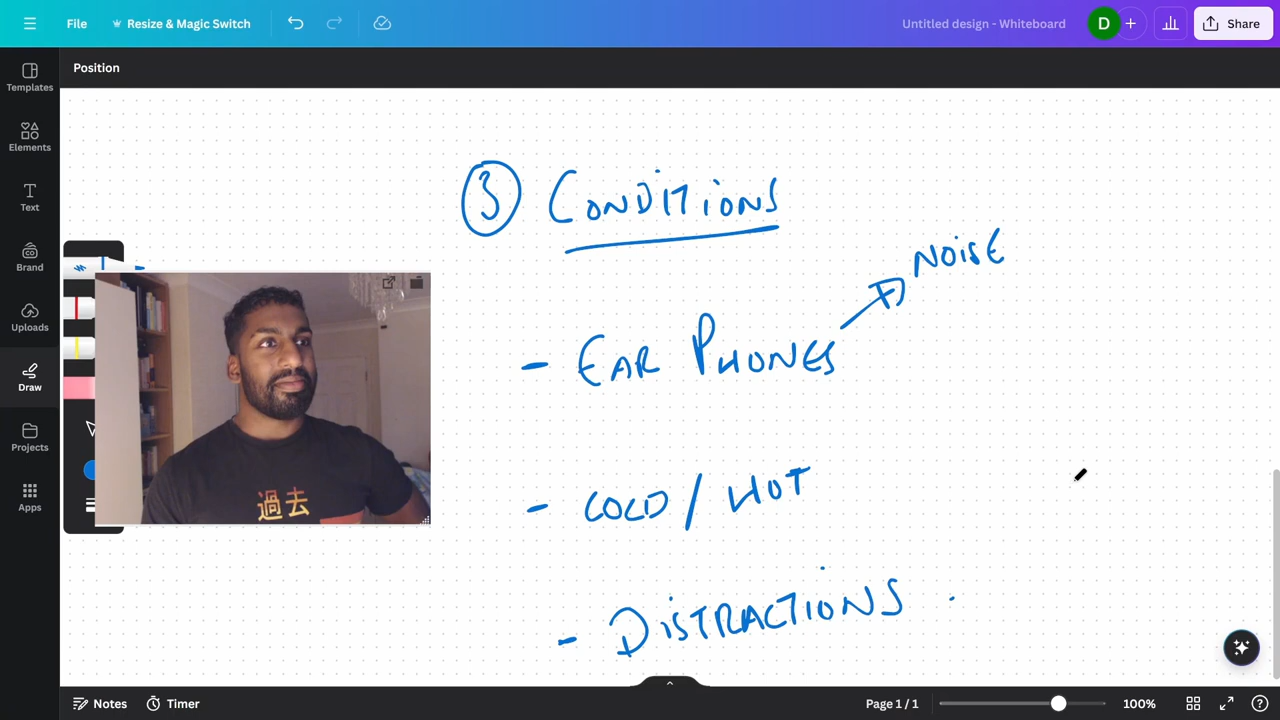 File
Resize & Magic Switch
Untitled design - Whiteboard
D
+
Share
Position
Templates
Elements
Text
Brand
Uploads
Draw
Projects
Apps
3 CONDITIONS
- EAR PHONES
NOISE
- COLD / HOT
- DISTRACTIONS .
過去
Notes
Timer
Page 1 / 1
100%
?